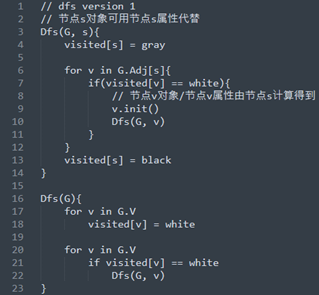 1 // dfs version 1
2 // 节点s对象可用节点s属性代替
3 Dfs(G, s){
4 visited[s] = gray
5
6 for v in G.Adj[s]{
7 if(visited[v] == white){
8 // 节点v对象/节点v属性由节点s计算得到
9 v.init()
10 Dfs(G, v)
11 }
12 }
13 visited[s] = black
14 }
15
16 Dfs(G){
17 for v in G.V
18 visited[v] = white
19
20 for v in G.V
21 if visited[v] == white
22 Dfs(G, v)
23 }